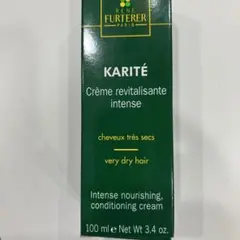 RENE
FURTERER
PARIS
KARITÉ
Crème revitalisante
intense
cheveux très secs
very dry hair
Intense nourishing,
conditioning cream
100 ml e Net Wt 3.4. oz.